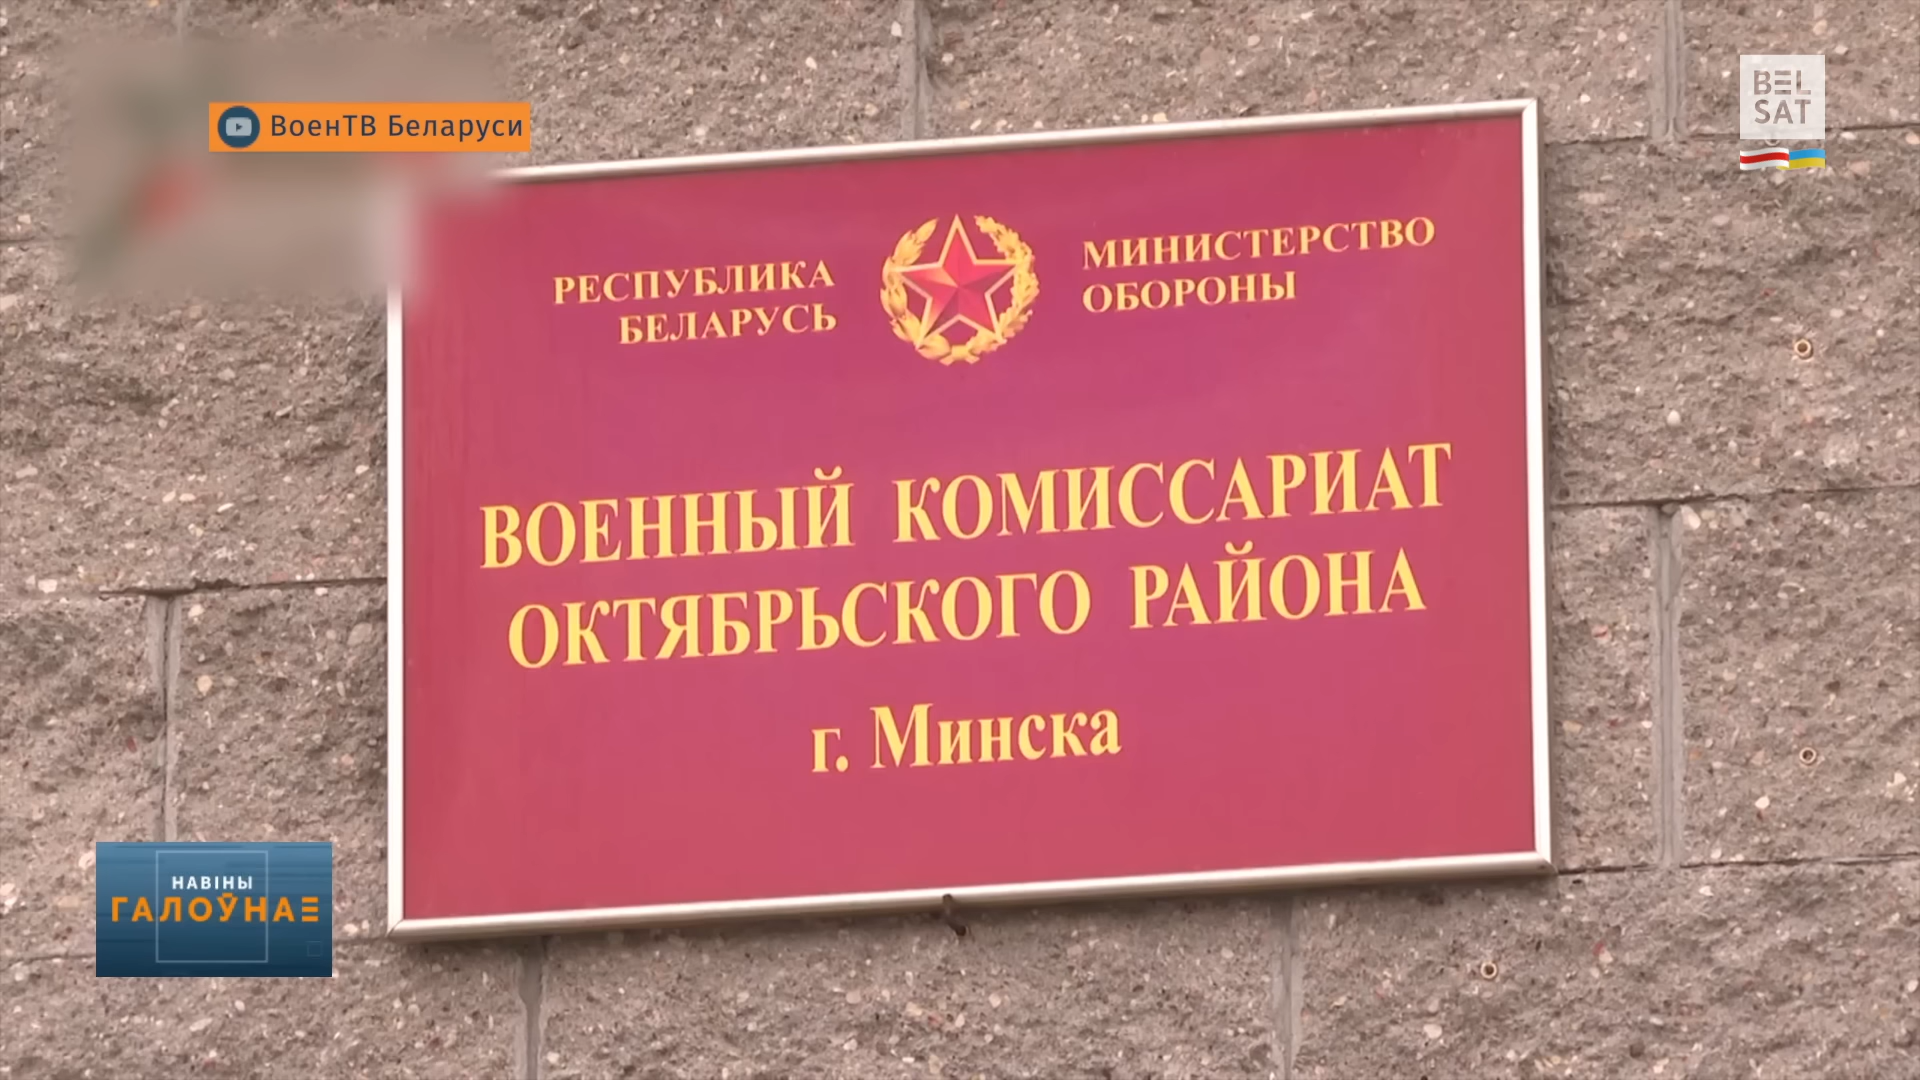 ВоенТВ Беларуси
BEL
SAT
РЕСПУБЛИКА
БЕЛАРУСЬ
МИНИСТЕРСТВО
ОБОРОНЫ
ВОЕННЫЙ КОМИССАРИАТ
ОКТЯБРЬСКОГО РАЙОНА
г. Минска
НАВІНЫ
ГАЛОЎНАЕ